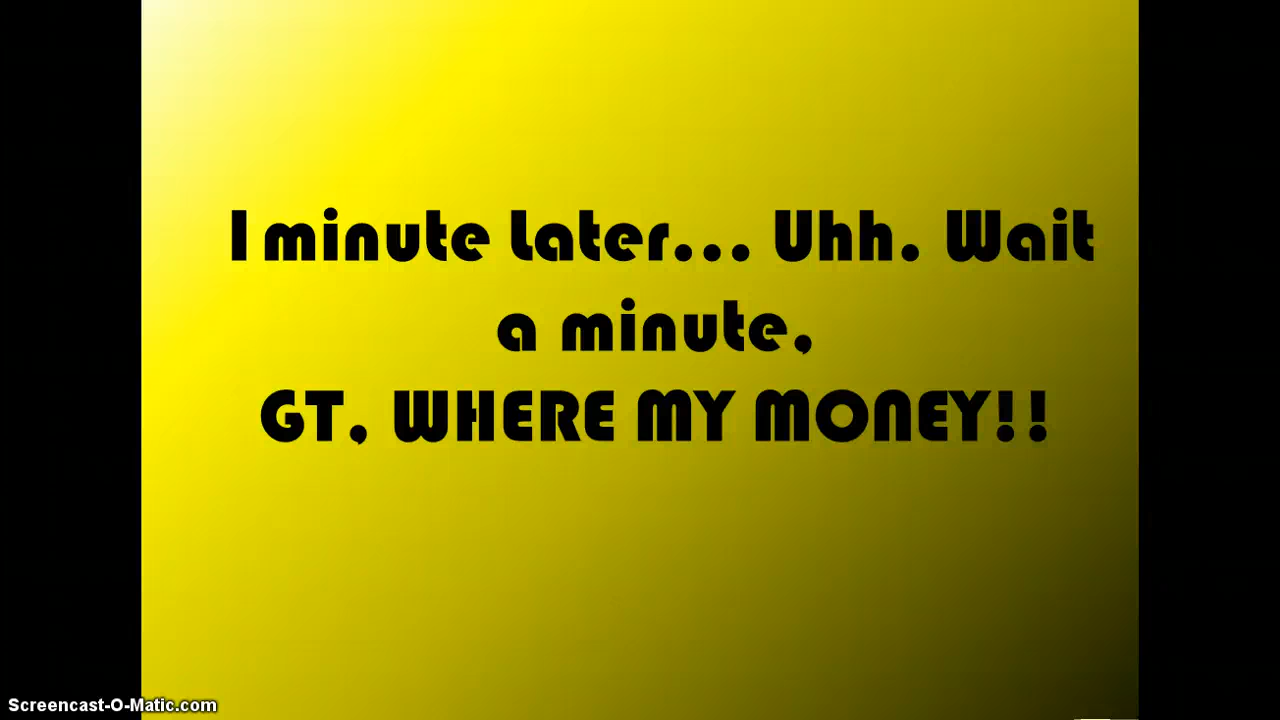 I minute Later... Uhh. Wait
a minute,
GT, WHERE MY MONEY!!
Screencast-O-Matic.com